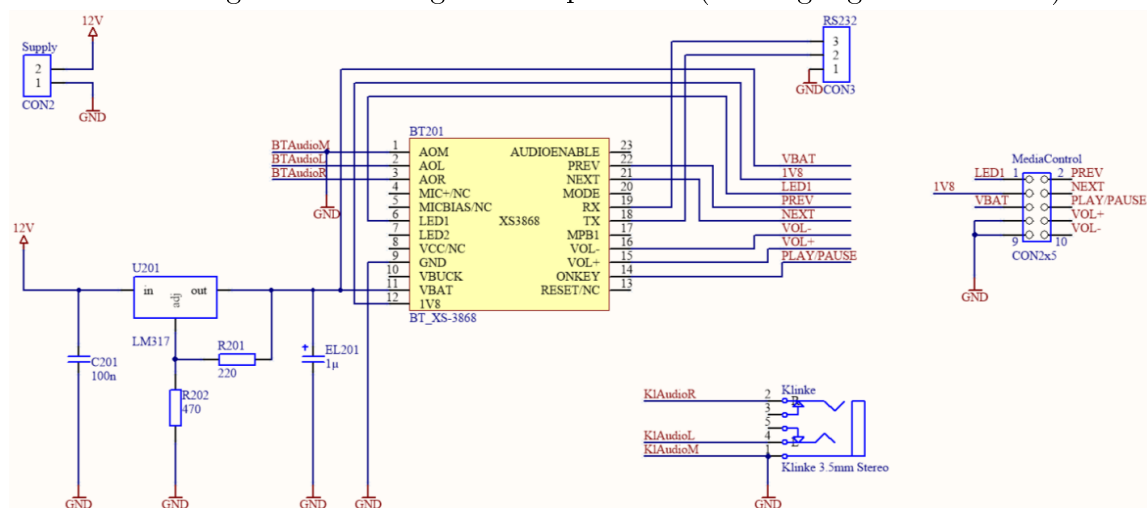 12V
Supply
2
1
CON2
GND
RS232
3
2
1
GND
CON3
BT201
BTAudioM
BTAudioL
BTAudioR
GND
1 AOM
2 AOL
3 AOR
4 MIC+/NC
5 MICBIAS/NC
6 LED1
7 LED2
8 VCC/NC
9 GND
10 VBUCK
11 VBAT
12 1V8
XS3868
AUDIOENABLE 23
PREV 22
NEXT 21
MODE 20
RX 19
TX 18
MPB1 17
VOL- 16
VOL+ 15
ONKEY 14
RESET/NC 13
BT_XS-3868
VBAT
1V8
LED1
PREV
NEXT
VOL-
VOL+
PLAY/PAUSE
MediaControl
LED1 1 2 PREV
1V8 NEXT
VBAT PLAY/PAUSE
VOL+
9 10 VOL-
CON2x5
GND
12V
U201
in adj out
LM317
C201
100n
R201
220
R202
470
EL201
+
1µ
GND
GND
GND
GND
Klinke
KlAudioR 2
R
3
5
KlAudioL 4
L
KlAudioM 1
Klinke 3.5mm Stereo
GND